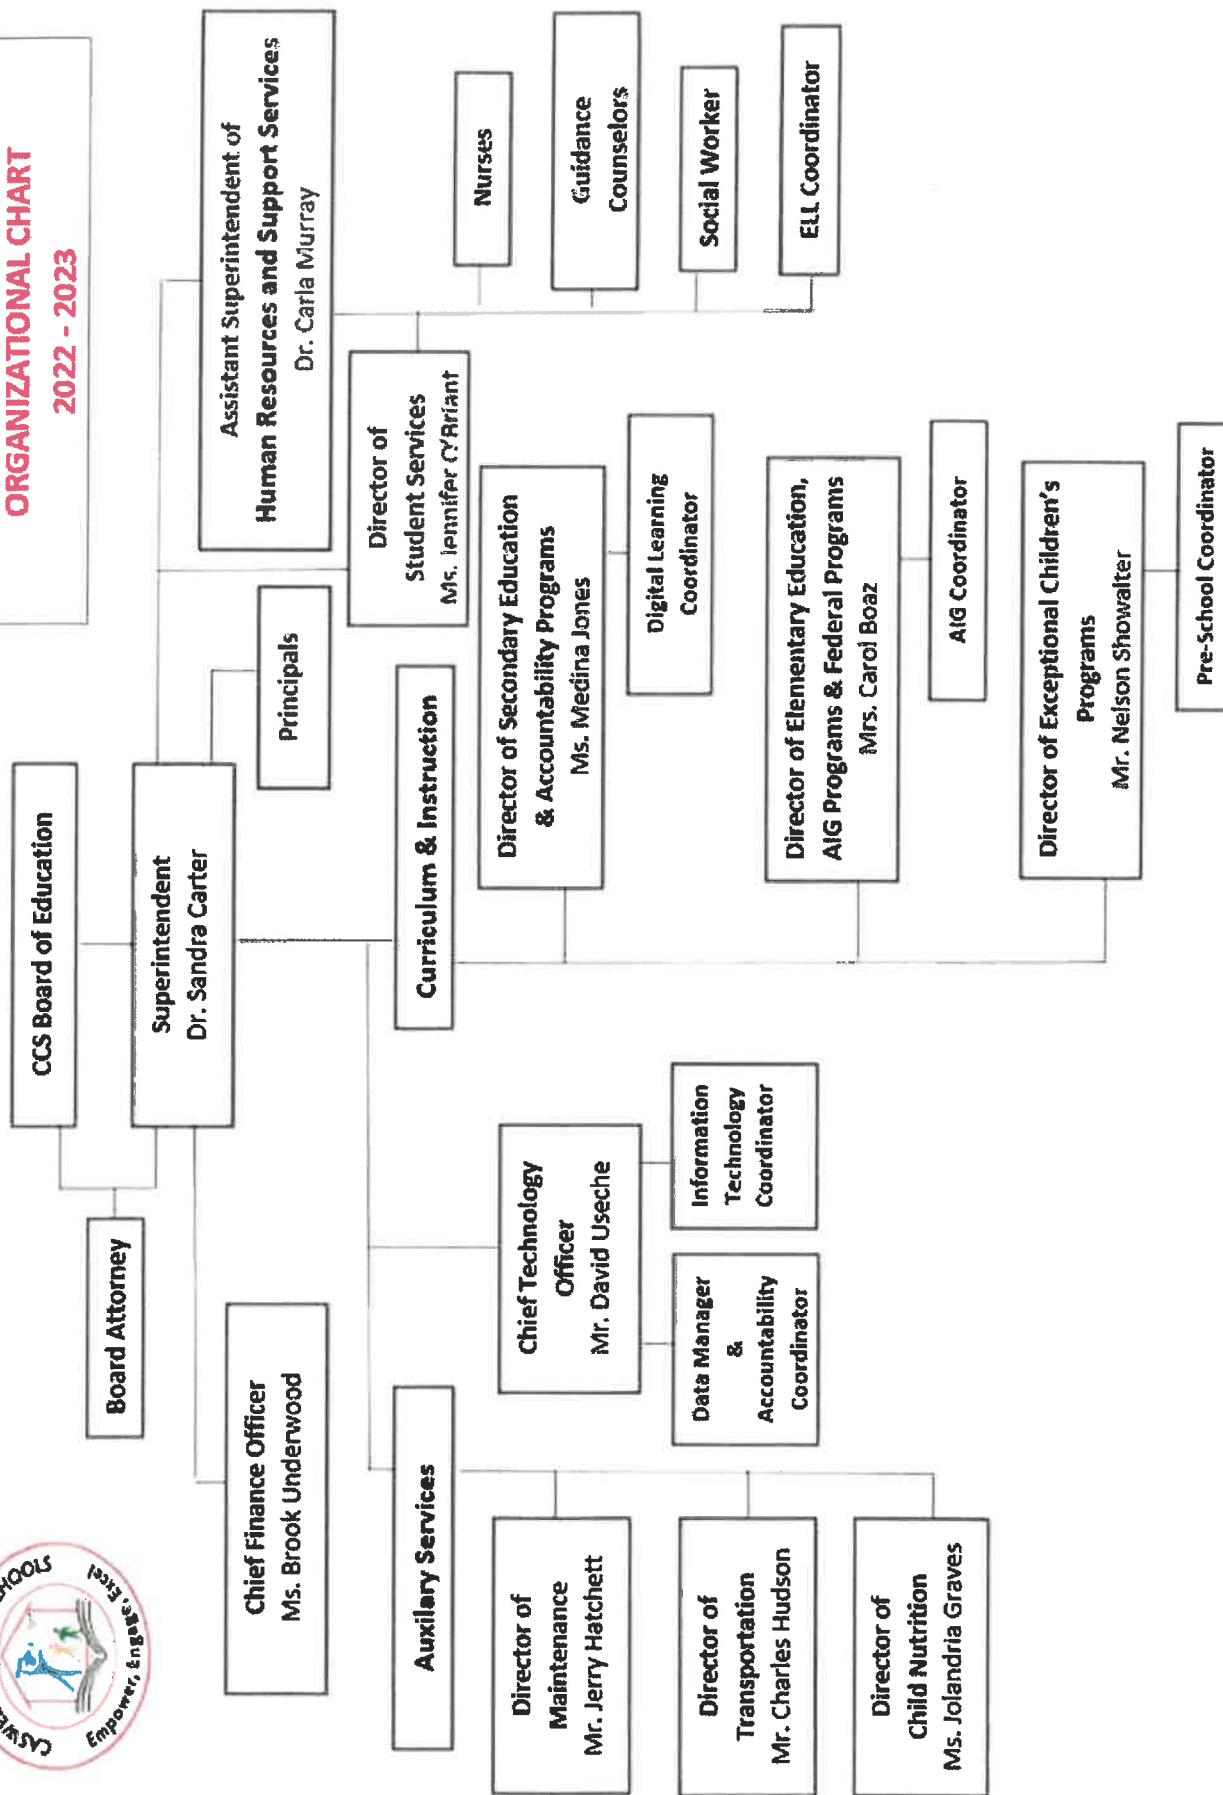 ORGANIZATIONAL CHART
2022 - 2023
Empower, Engage, Excel
CCS Board of Education
Board Attorney
Superintendent
Dr. Sandra Carter
Chief Finance Officer
Ms. Brook Underwood
Principals
Assistant Superintendent of
Human Resources and Support Services
Dr. Carla Murray
Director of
Student Services
Ms. Jennifer O'Briant
Nurses
Guidance
Counselors
Social Worker
ELL Coordinator
Auxilary Services
Director of
Maintenance
Mr. Jerry Hatchett
Director of
Transportation
Mr. Charles Hudson
Director of
Child Nutrition
Ms. Jolandria Graves
Chief Technology
Officer
Mr. David Useche
Data Manager
&
Accountability
Coordinator
Information
Technology
Coordinator
Curriculum & Instruction
Director of Secondary Education
& Accountability Programs
Ms. Medina Jones
Digital Learning
Coordinator
Director of Elementary Education,
AIG Programs & Federal Programs
Mrs. Carol Boaz
AIG Coordinator
Director of Exceptional Children's
Programs
Mr. Nelson Showalter
Pre-School Coordinator